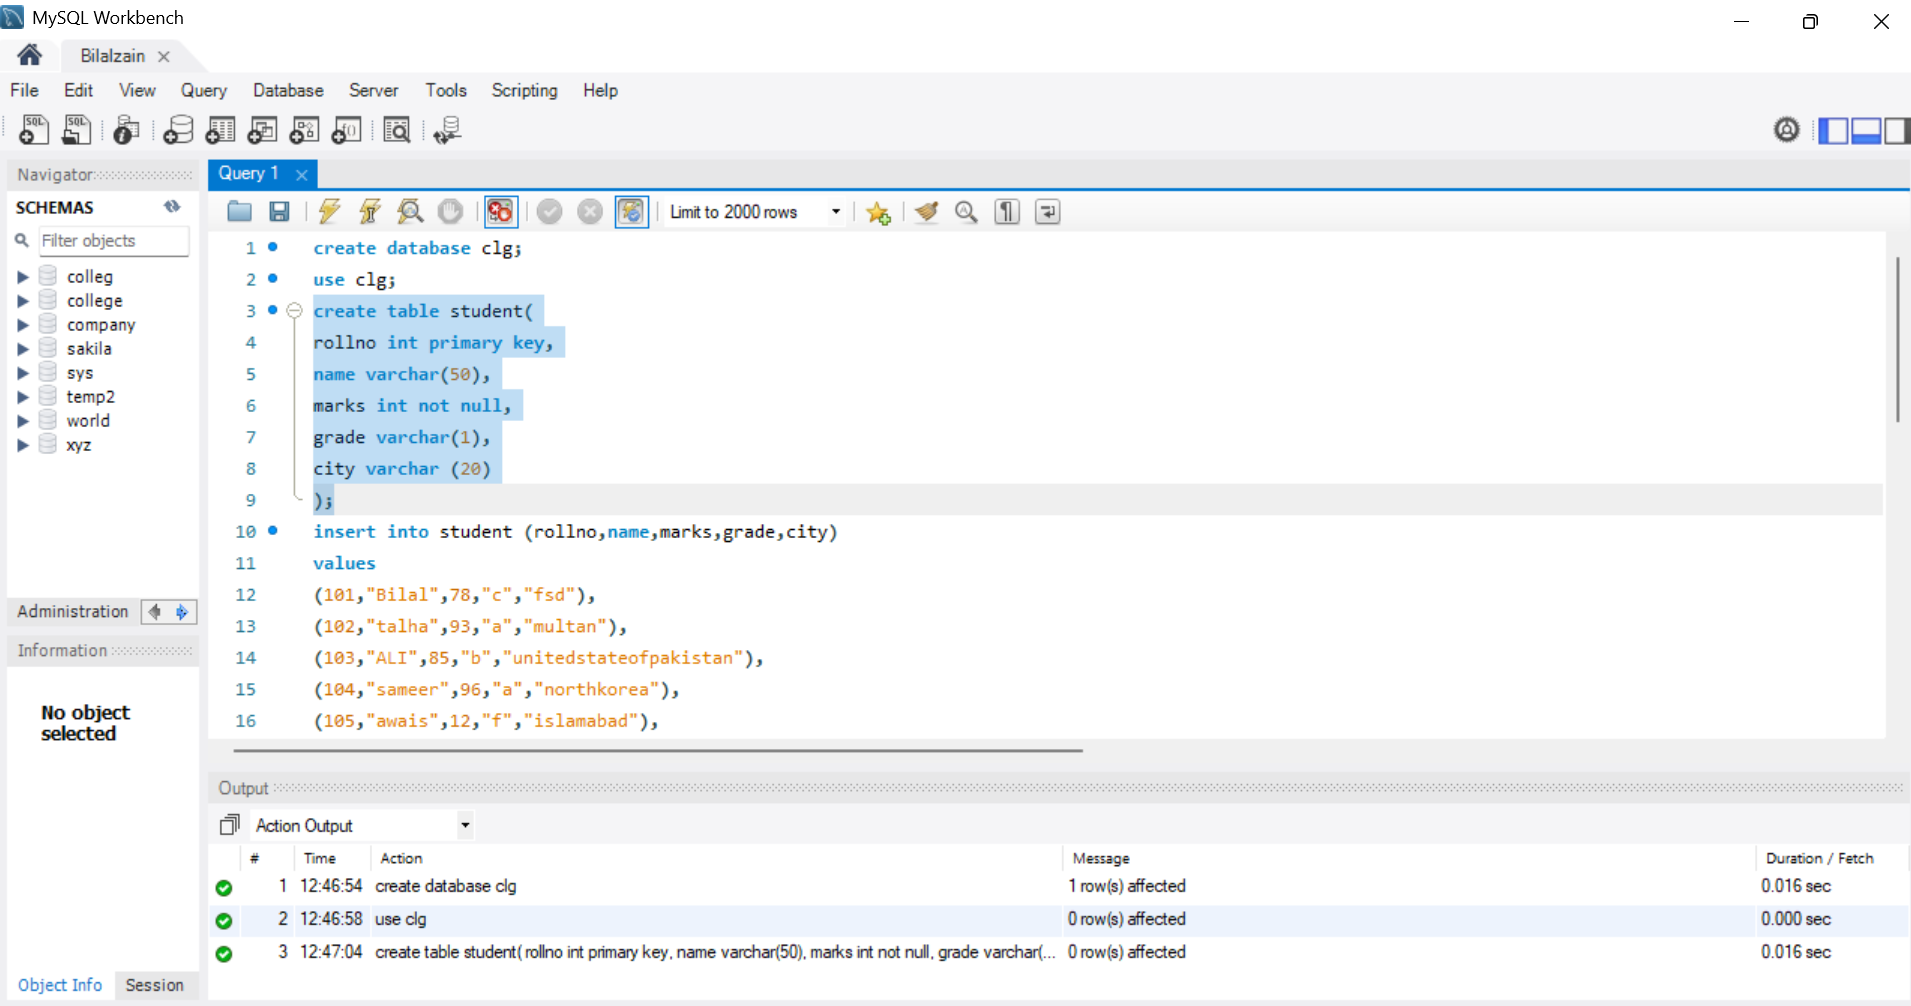 MySQL Workbench
Bilalzain
File Edit View Query Database Server Tools Scripting Help
SQL SQL
Navigator
Query 1
SCHEMAS
Limit to 2000 rows
Filter objects
colleg
college
company
sakila
sys
temp2
world
xyz
1 create database clg;
2 use clg;
3 create table student(
4 rollno int primary key,
5 name varchar(50),
6 marks int not null,
7 grade varchar(1),
8 city varchar (20)
9 );
10 insert into student (rollno,name,marks,grade,city)
11 values
12 (101,"Bilal",78,"c","fsd"),
13 (102,"talha",93,"a","multan"),
14 (103,"ALI",85,"b","unitedstateofpakistan"),
15 (104,"sameer",96,"a","northkorea"),
16 (105,"awais",12,"f","islamabad"),
Administration
Information
No object
selected
Object Info Session
Output
Action Output
# Time Action Message Duration / Fetch
1 12:46:54 create database clg 1 row(s) affected 0.016 sec
2 12:46:58 use clg 0 row(s) affected 0.000 sec
3 12:47:04 create table student( rollno int primary key, name varchar(50), marks int not null, grade varchar(... 0 row(s) affected 0.016 sec